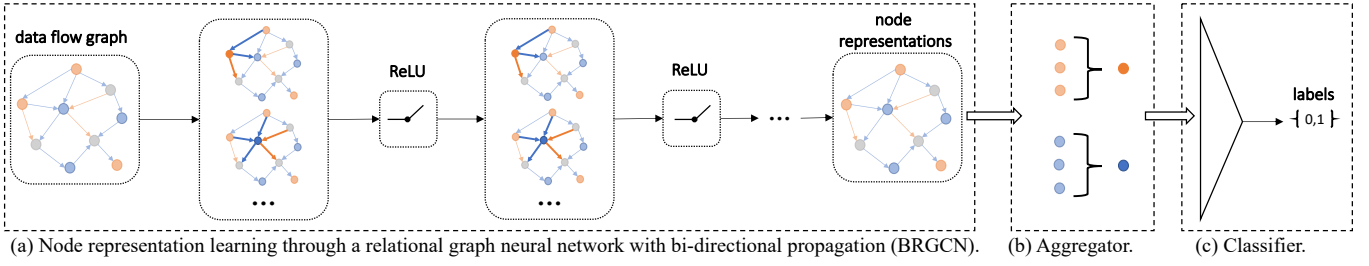 data flow graph
ReLU
ReLU
node
representations
labels
{ 0,1 }
(a) Node representation learning through a relational graph neural network with bi-directional propagation (BRGCN).
(b) Aggregator.
(c) Classifier.